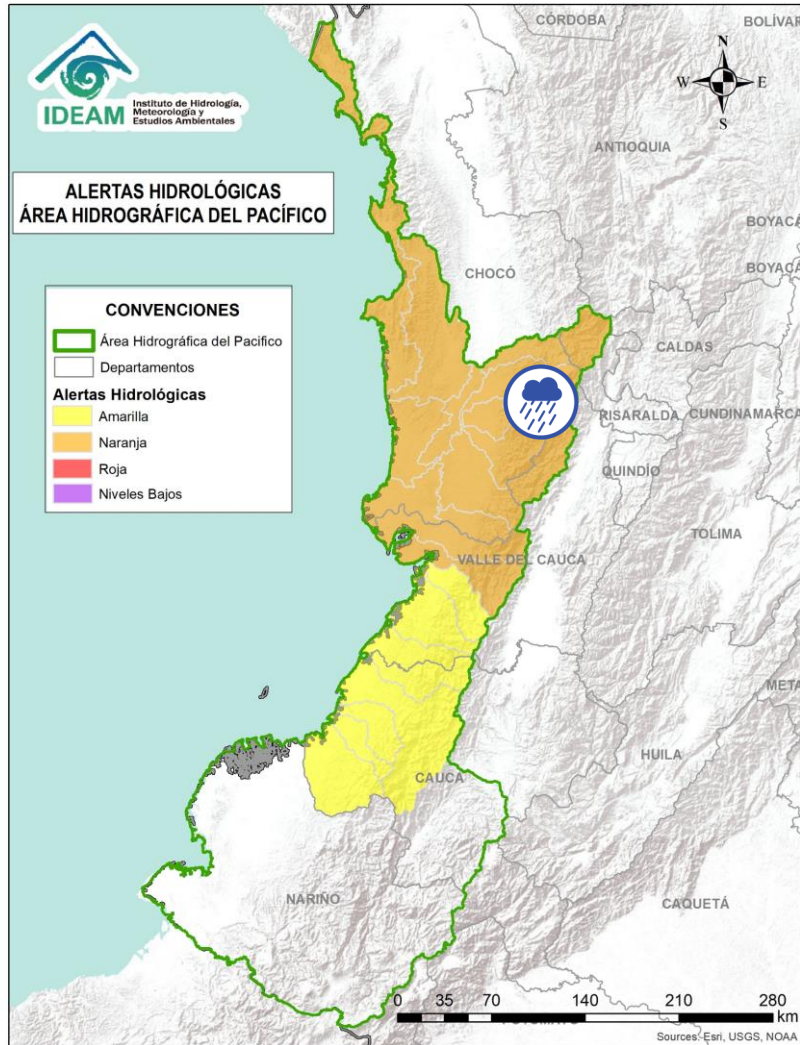 IDEAM
Instituto de Hidrología,
Meteorología y
Estudios Ambientales
ALERTAS HIDROLÓGICAS
ÁREA HIDROGRÁFICA DEL PACÍFICO
CONVENCIONES
Área Hidrográfica del Pacifico
Departamentos
Alertas Hidrológicas
Amarilla
Naranja
Roja
Niveles Bajos
CÓRDOBA
BOLÍVAR
N
W E
S
ANTIOQUIA
BOYACÁ
CHOCÓ
BOYACÁ
CALDAS
RISARALDA
CUNDINAMARCA
QUINDÍO
TOLIMA
VALLE DEL CAUCA
META
HUILA
CAUCA
NARIÑO
CAQUETÁ
0 35 70 140 210 280
km
Sources: Esri, USGS, NOAA